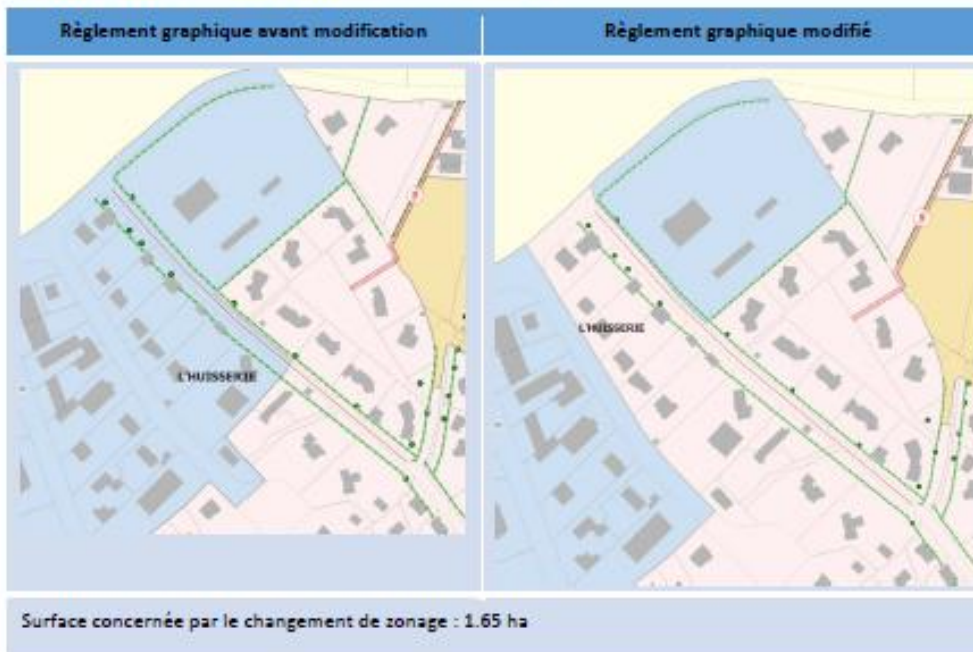 Règlement graphique avant modification
Règlement graphique modifié
L'HUISSERIE
L'HUISSERIE
Surface concernée par le changement de zonage : 1.65 ha